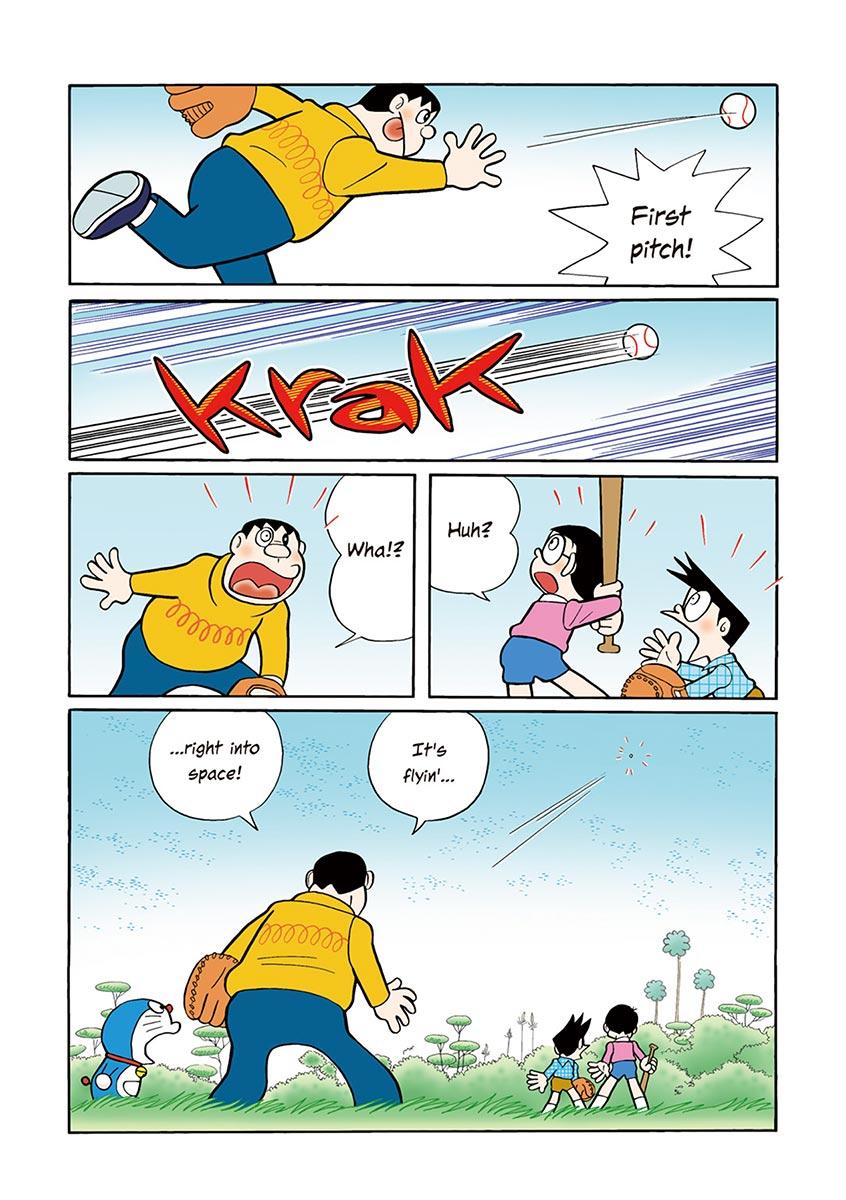 First
pitch!
krak
Huh?
Wha!?
It's
flyin'...
...right into
space!